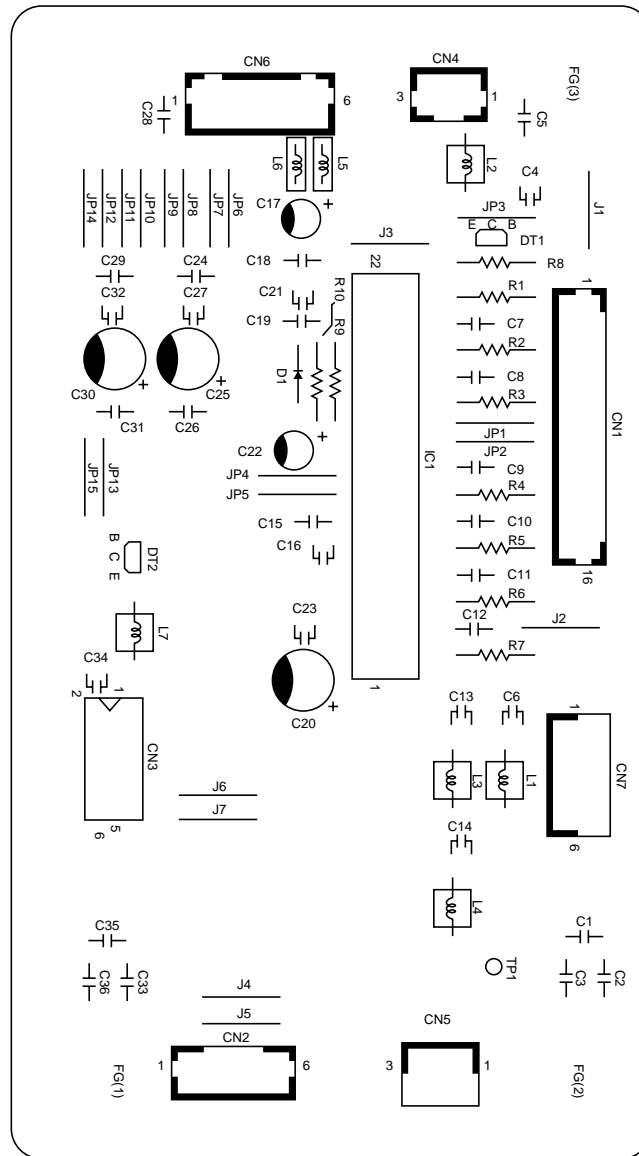 CN6
CN4
FG(3)
1
6
3
1
C28
C5
L6
L5
L2
C4
J1
JP14
JP12
JP11
JP10
JP9
JP8
JP7
JP6
C17
+
JP3
E C B
DT1
J3
C29
C24
C18
22
R8
1
C32
C27
C21
R10
R1
C19
R9
C7
R2
D1
C8
C30
+
C25
+
R3
C31
C26
CN1
+
C22
IC1
JP1
JP2
JP15
JP13
JP4
C9
JP5
R4
C15
C10
B
C
E
DT2
C16
R5
C11
16
R6
L7
C23
C12
J2
R7
C34
2
1
1
C20
+
C13
C6
1
CN3
CN7
J6
L3
L1
J7
5
6
C14
6
L4
C35
C1
C36
C33
TP1
C3
C2
J4
J5
CN2
CN5
FG(1)
1
6
3
1
FG(2)